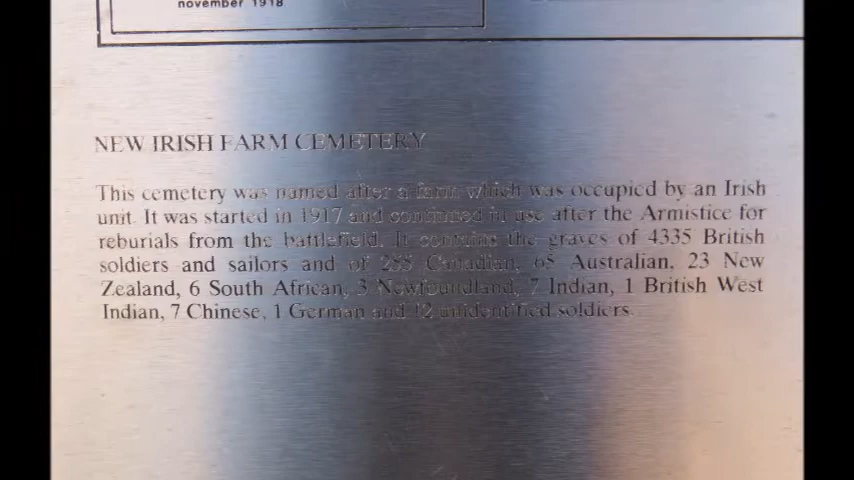 november 1918
NEW IRISH FARM CEMETERY
This cemetery was named after a farm which was occupied by an Irish
unit. It was started in 1917 and continued in use after the Armistice for
reburials from the battlefield. It contains the graves of 4335 British
soldiers and sailors and of 255 Canadian, 65 Australian, 23 New
Zealand, 6 South African, 3 Newfoundland, 7 Indian, 1 British West
Indian, 7 Chinese, 1 German and 12 unidentified soldiers.